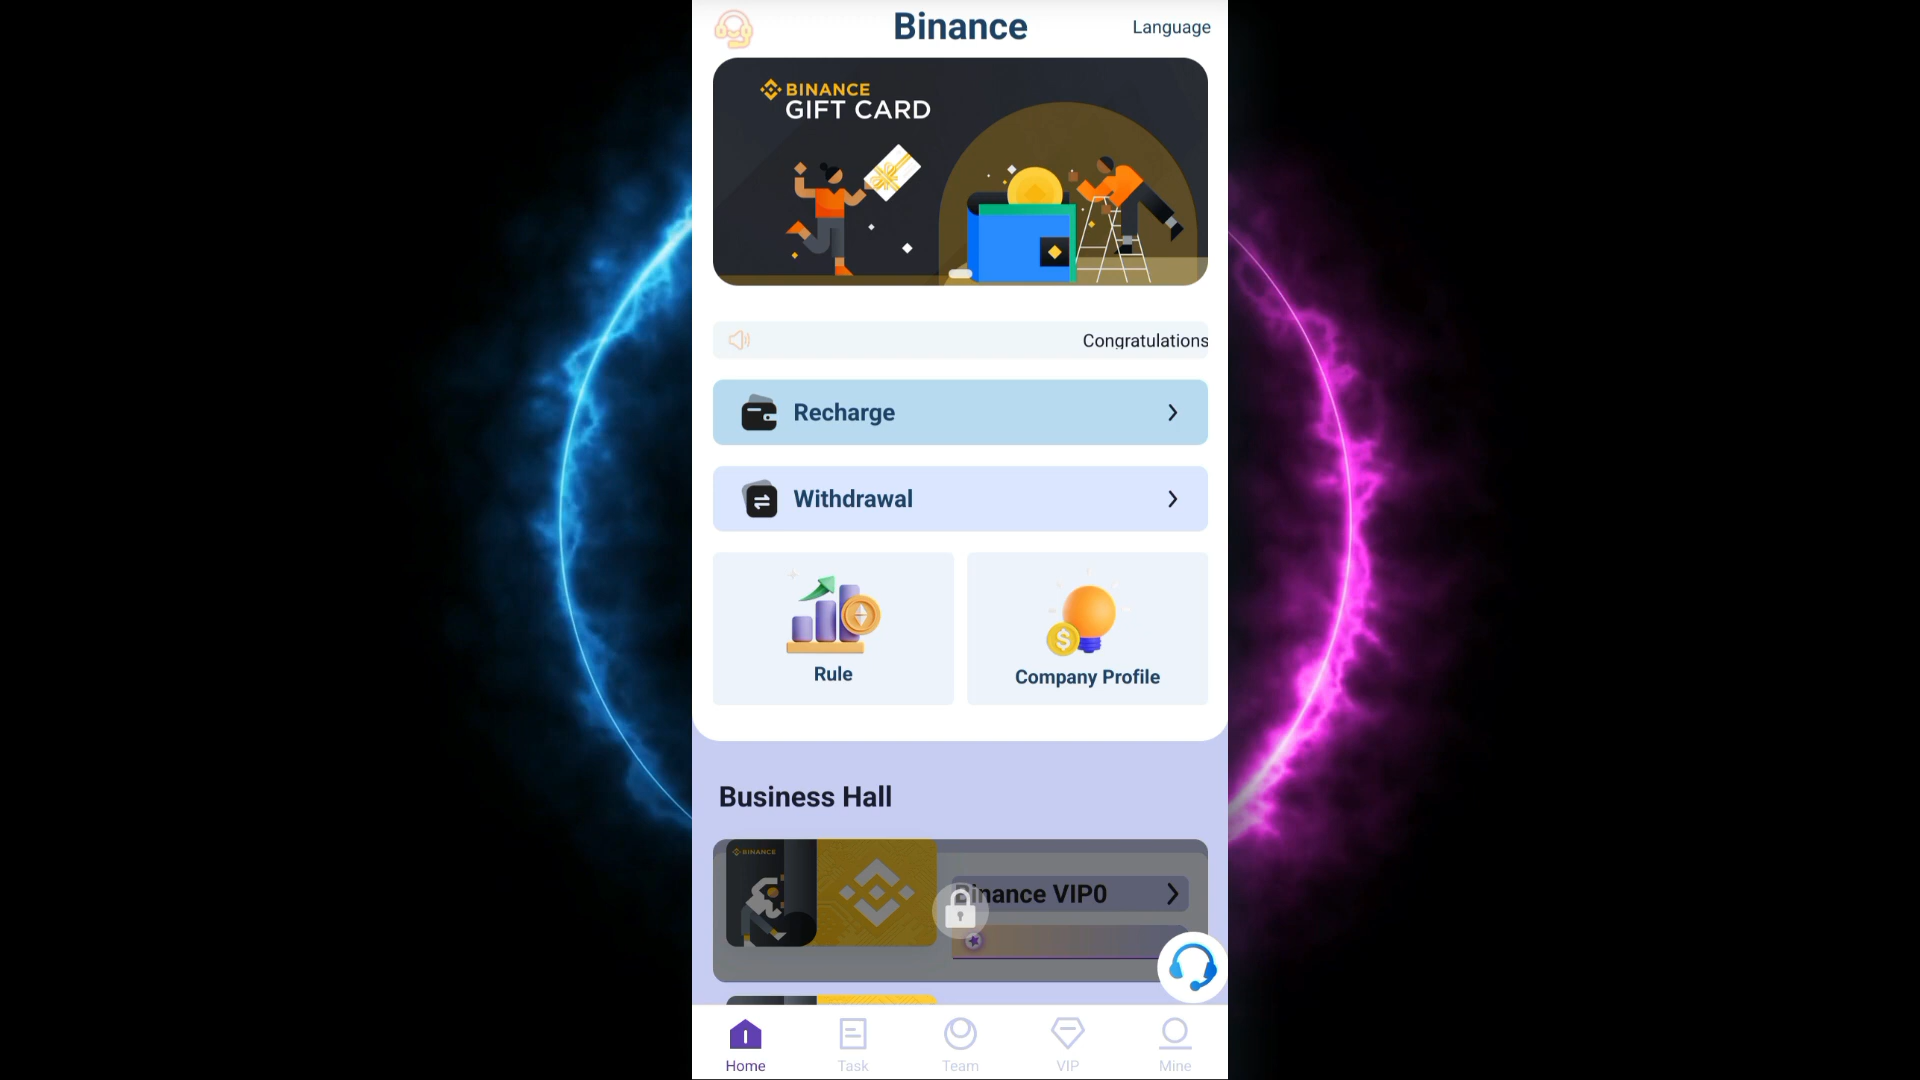 Binance
Language
BINANCE
GIFT CARD
Congratulations
Recharge
Withdrawal
Rule
Company Profile
Business Hall
BINANCE
Binance VIP0
Home
Task
Team
VIP
Mine